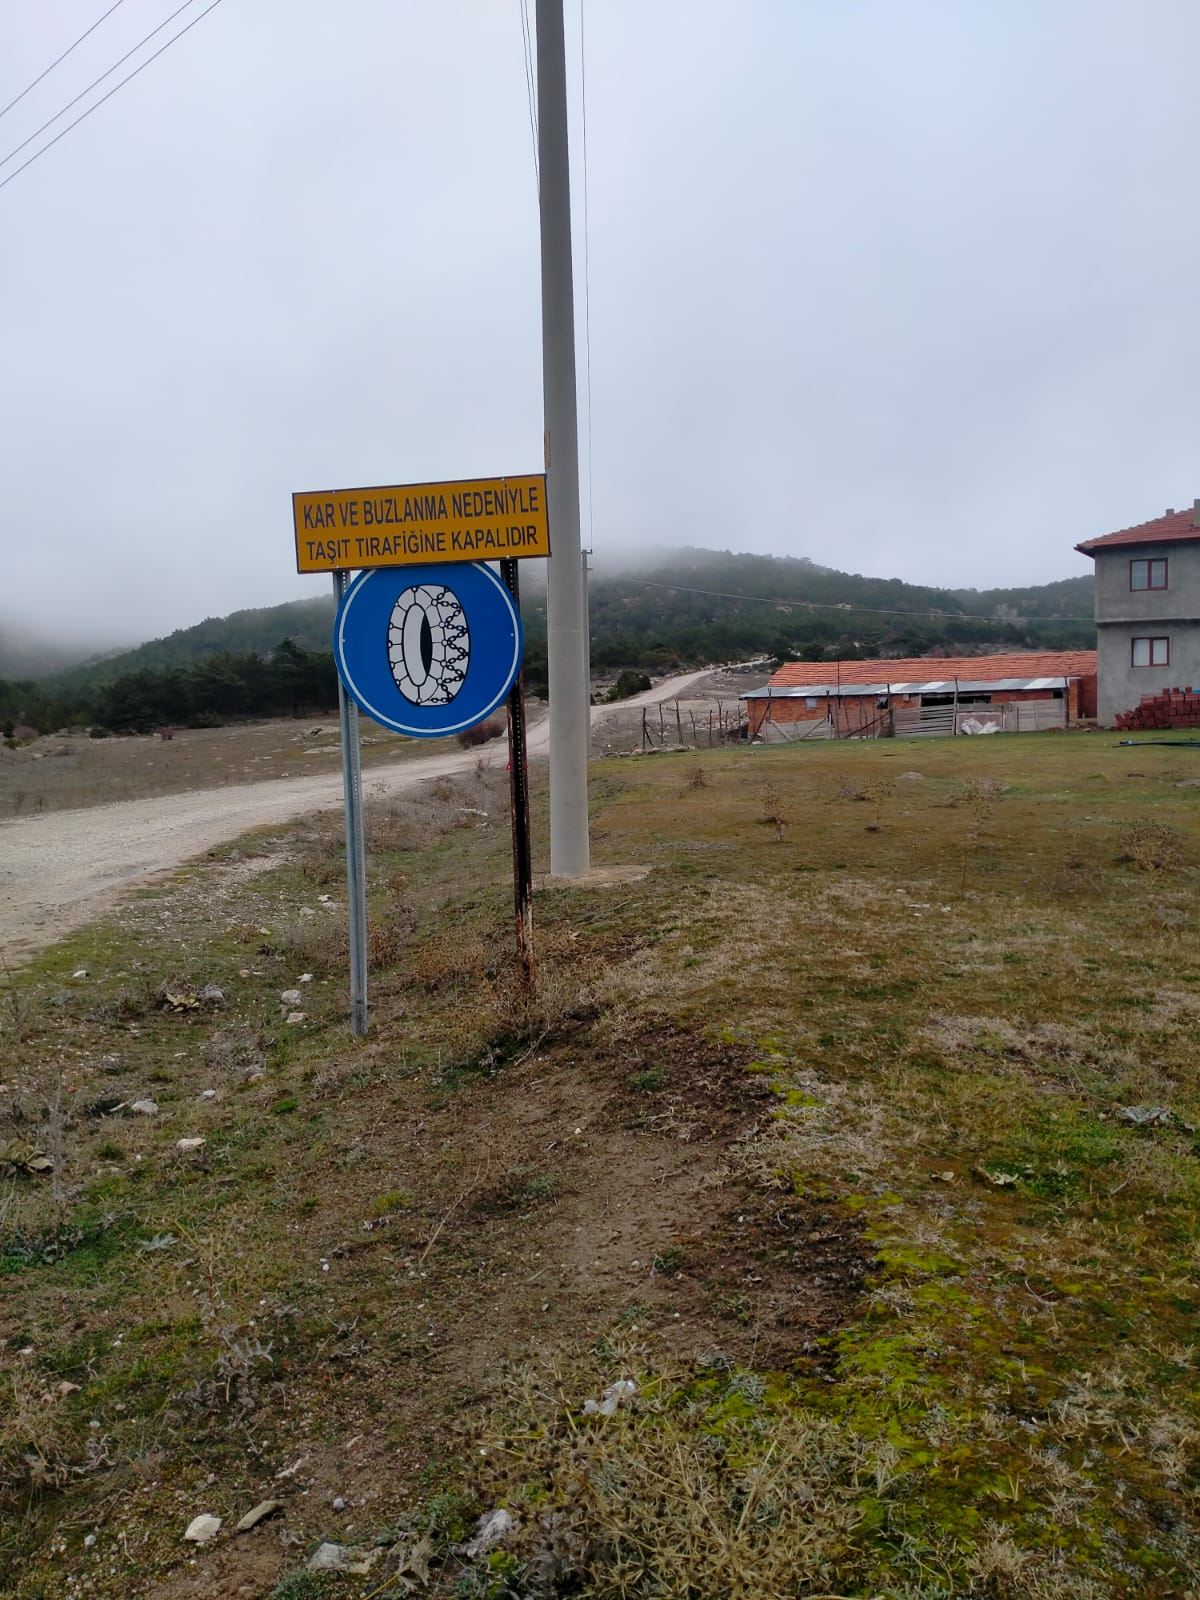 KAR VE BUZLANMA NEDENİYLE
TAŞIT TIRAFİĞİNE KAPALIDIR